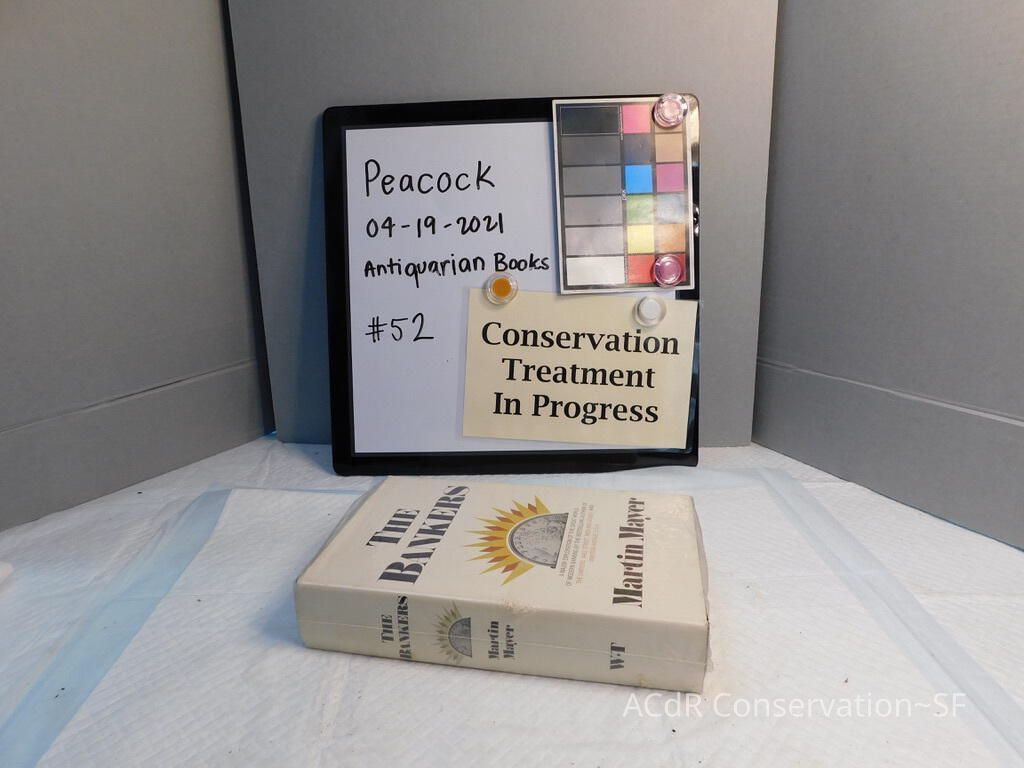 Peacock
04-19-2021
Antiquarian Books
#52
Conservation
Treatment
In Progress
THE
BANKERS
Martin Mayer
THE
BANKERS
Martin
Mayer
W·T
ACdR Conservation~SF